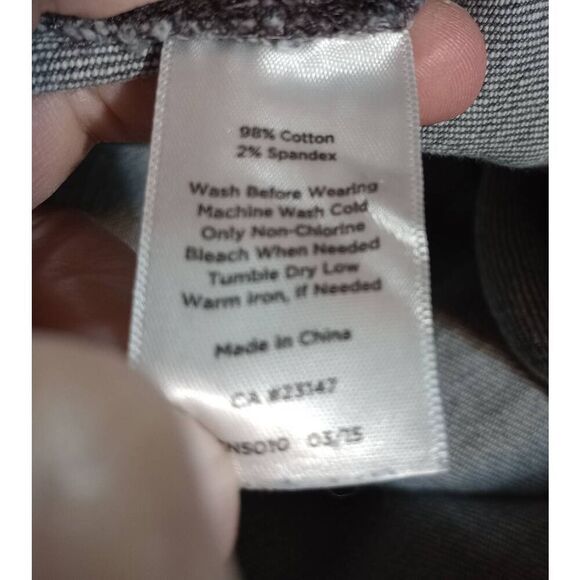 98% Cotton
2% Spandex
Wash Before Wearing
Machine Wash Cold
Only Non-Chlorine
Bleach When Needed
Tumble Dry Low
Warm Iron, If Needed
Made in China
CA #23147
03/15